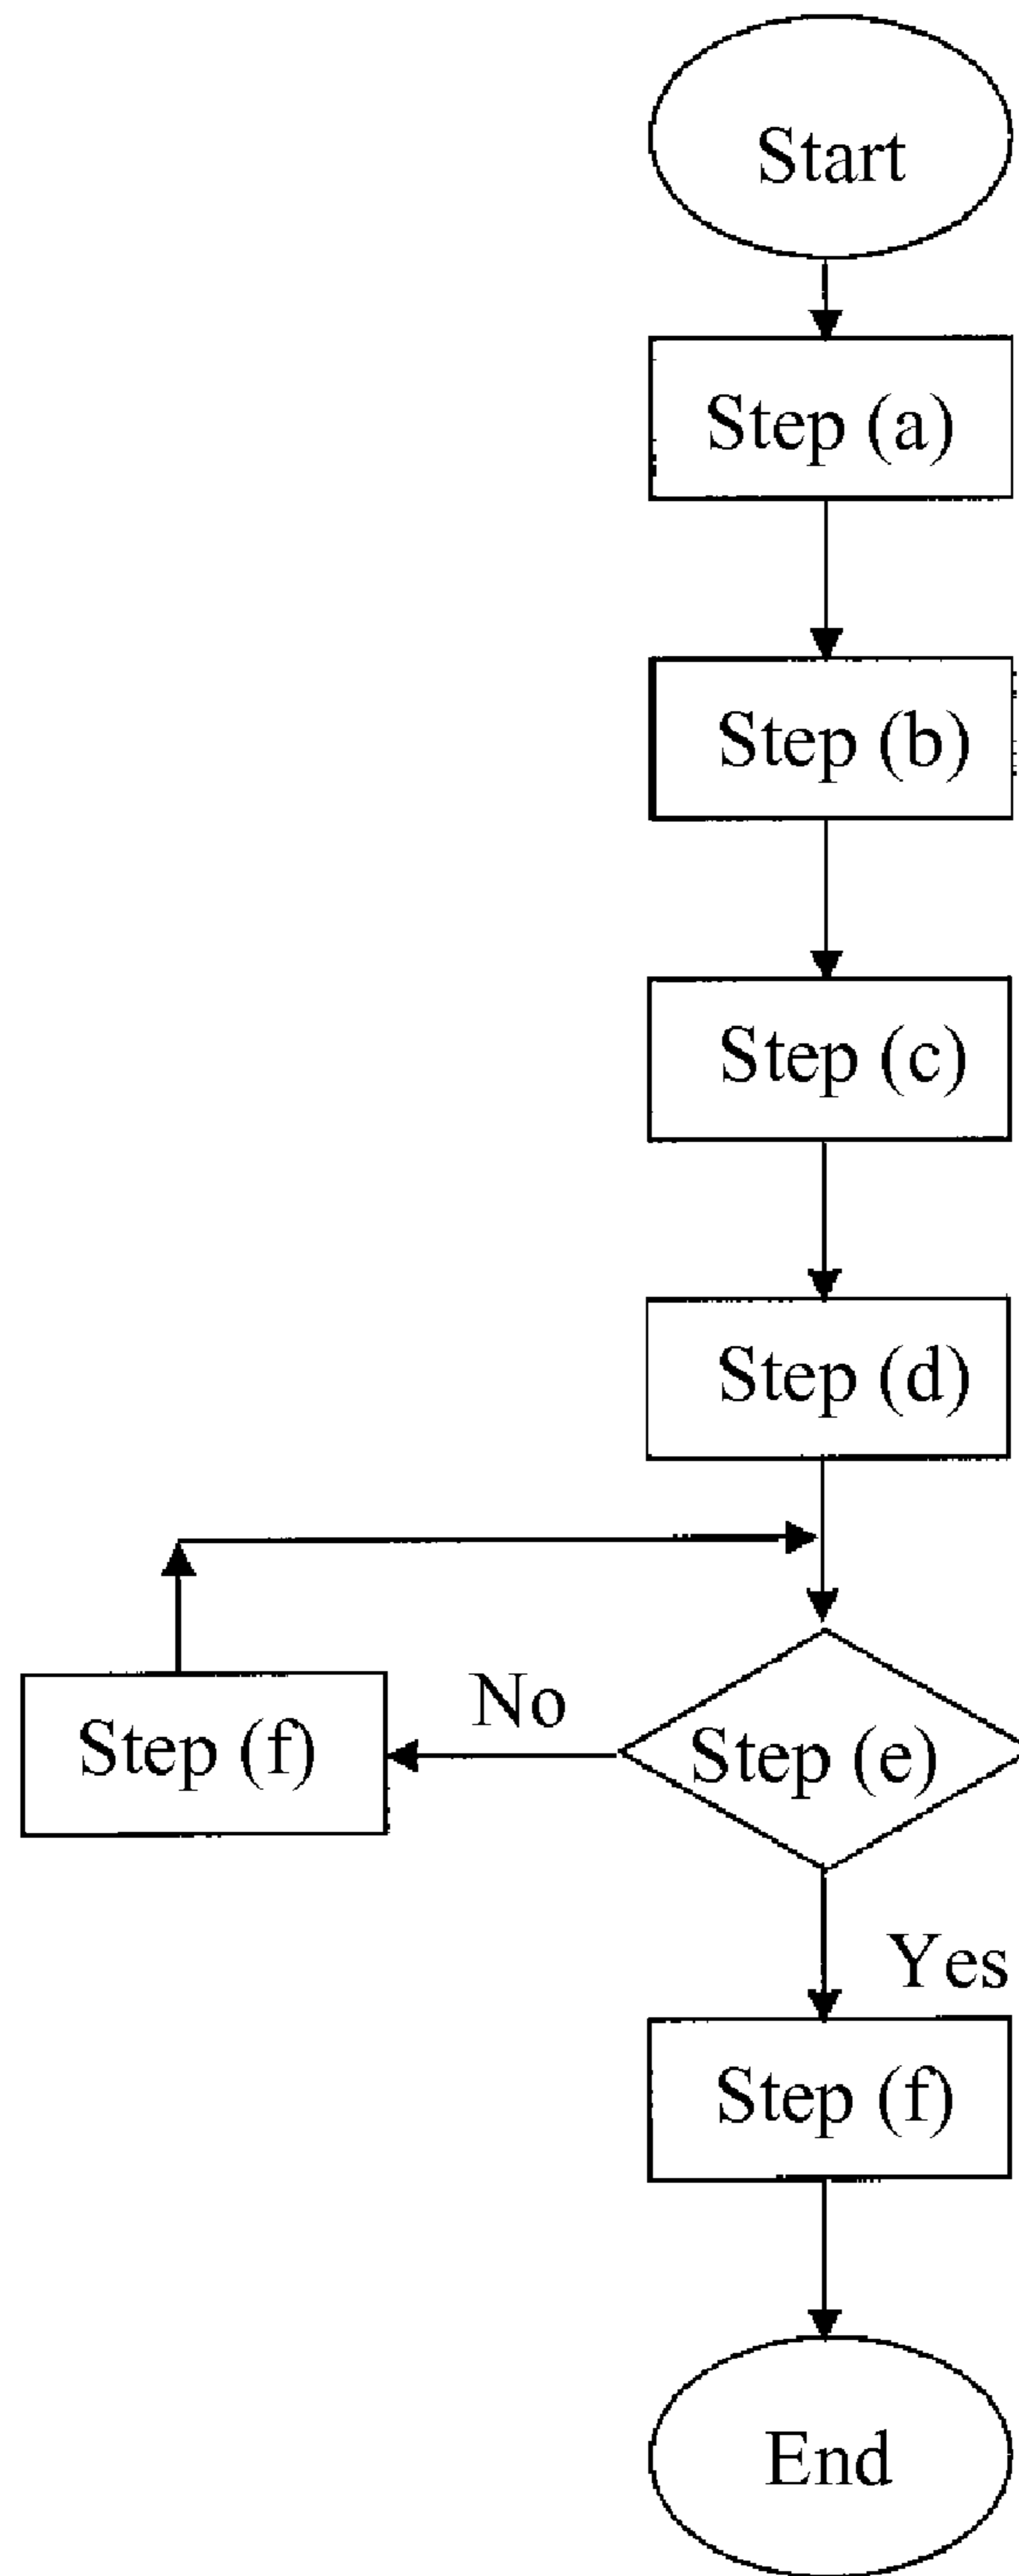 Start
Step (a)
Step (b)
Step (c)
Step (d)
No
Step (f)
Step (e)
Yes
Step (f)
End